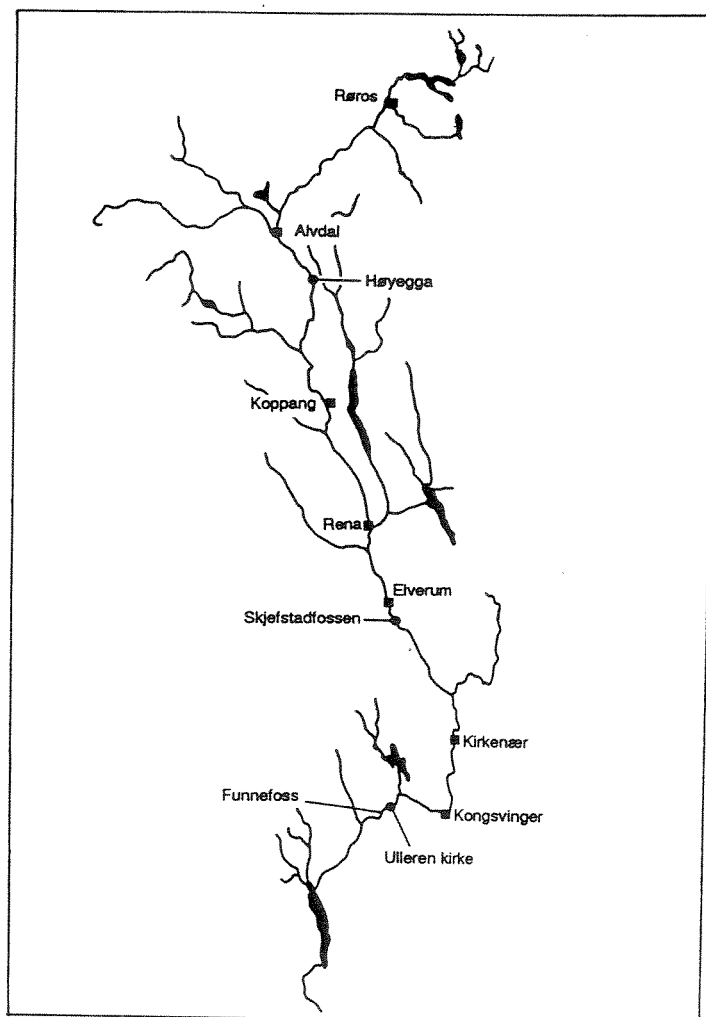 Røros
Alvdal
Høyegga
Koppang
Rena
Elverum
Skjefstadfossen
Kirkenær
Funnefoss
Kongsvinger
Ulleren kirke